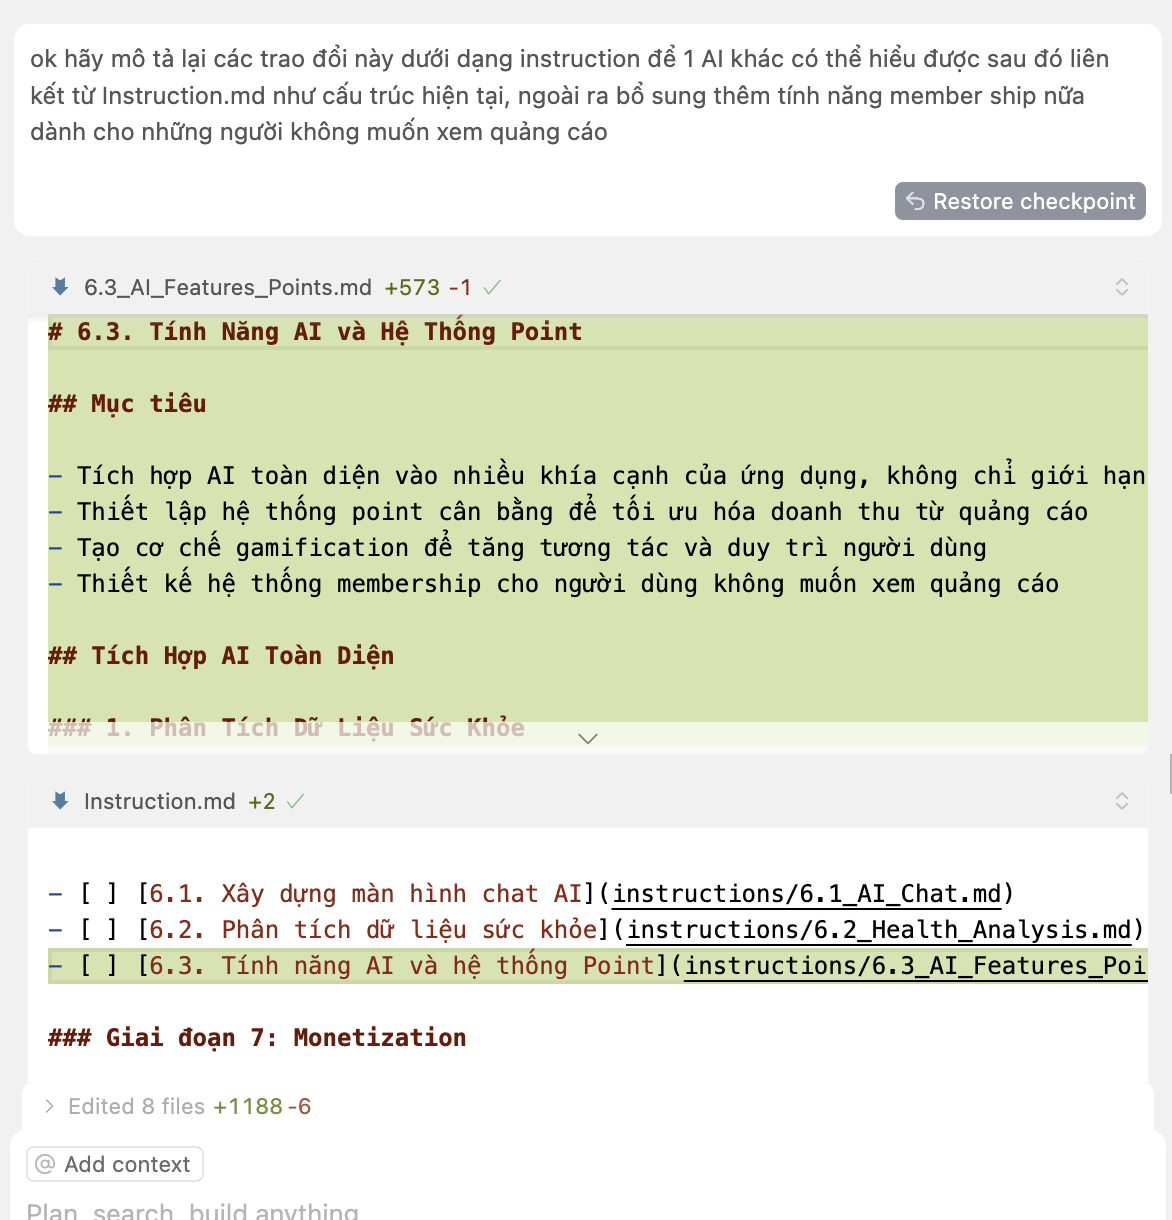 ok hãy mô tả lại các trao đổi này dưới dạng instruction để 1 AI khác có thể hiểu được sau đó liên
kết từ Instruction.md như cấu trúc hiện tại, ngoài ra bổ sung thêm tính năng member ship nữa
dành cho những người không muốn xem quảng cáo
Restore checkpoint
6.3_AI_Features_Points.md +573 -1
# 6.3. Tính Năng AI và Hệ Thống Point
## Mục tiêu
- Tích hợp AI toàn diện vào nhiều khía cạnh của ứng dụng, không chỉ giới hạn
- Thiết lập hệ thống point cân bằng để tối ưu hóa doanh thu từ quảng cáo
- Tạo cơ chế gamification để tăng tương tác và duy trì người dùng
- Thiết kế hệ thống membership cho người dùng không muốn xem quảng cáo
## Tích Hợp AI Toàn Diện
### 1. Phân Tích Dữ Liệu Sức Khỏe
Instruction.md +2
- [ ] [6.1. Xây dựng màn hình chat AI](instructions/6.1_AI_Chat.md)
- [ ] [6.2. Phân tích dữ liệu sức khỏe](instructions/6.2_Health_Analysis.md)
- [ ] [6.3. Tính năng AI và hệ thống Point](instructions/6.3_AI_Features_Poi
### Giai đoạn 7: Monetization
Edited 8 files +1188 -6
@ Add context
Plan, search, build anything